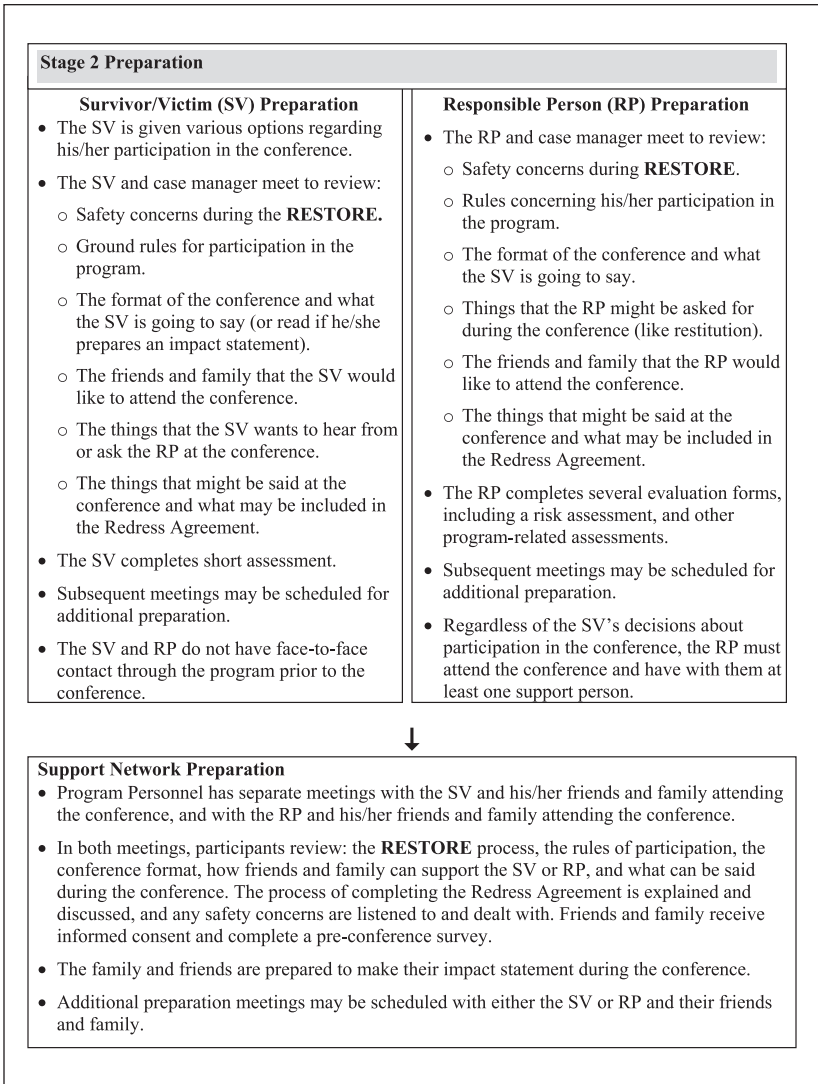 Stage 2 Preparation
Survivor/Victim (SV) Preparation
• The SV is given various options regarding
his/her participation in the conference.
• The SV and case manager meet to review:
o Safety concerns during the RESTORE.
o Ground rules for participation in the
program.
o The format of the conference and what
the SV is going to say (or read if he/she
prepares an impact statement).
o The friends and family that the SV would
like to attend the conference.
o The things that the SV wants to hear from
or ask the RP at the conference.
o The things that might be said at the
conference and what may be included in
the Redress Agreement.
• The SV completes short assessment.
• Subsequent meetings may be scheduled for
additional preparation.
• The SV and RP do not have face-to-face
contact through the program prior to the
conference.
Responsible Person (RP) Preparation
• The RP and case manager meet to review:
o Safety concerns during RESTORE.
o Rules concerning his/her participation in
the program.
o The format of the conference and what
the SV is going to say.
o Things that the RP might be asked for
during the conference (like restitution).
o The friends and family that the RP would
like to attend the conference.
o The things that might be said at the
conference and what may be included in
the Redress Agreement.
• The RP completes several evaluation forms,
including a risk assessment, and other
program-related assessments.
• Subsequent meetings may be scheduled for
additional preparation.
• Regardless of the SV's decisions about
participation in the conference, the RP must
attend the conference and have with them at
least one support person.
Support Network Preparation
• Program Personnel has separate meetings with the SV and his/her friends and family attending
the conference, and with the RP and his/her friends and family attending the conference.
• In both meetings, participants review: the RESTORE process, the rules of participation, the
conference format, how friends and family can support the SV or RP, and what can be said
during the conference. The process of completing the Redress Agreement is explained and
discussed, and any safety concerns are listened to and dealt with. Friends and family receive
informed consent and complete a pre-conference survey.
• The family and friends are prepared to make their impact statement during the conference.
• Additional preparation meetings may be scheduled with either the SV or RP and their friends
and family.